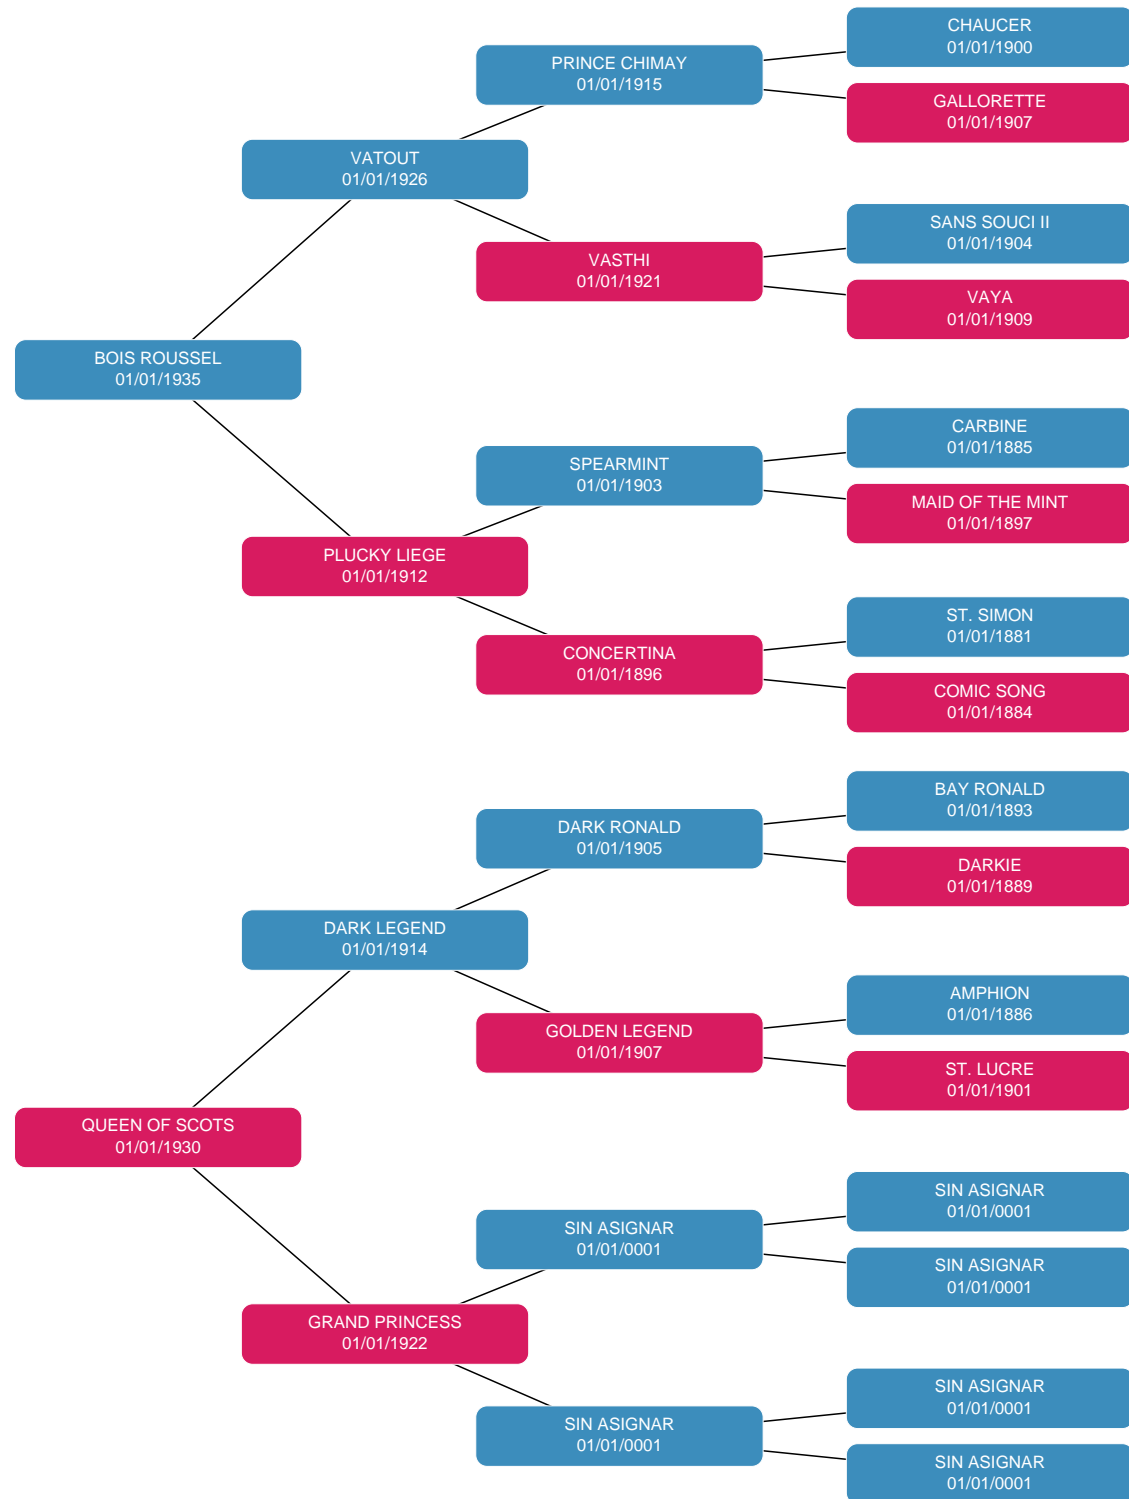 CHAUCER
01/01/1900
PRINCE CHIMAY
01/01/1915
GALLORETTE
01/01/1907
VATOUT
01/01/1926
SANS SOUCI II
01/01/1904
VASTHI
01/01/1921
VAYA
01/01/1909
BOIS ROUSSEL
01/01/1935
CARBINE
01/01/1885
SPEARMINT
01/01/1903
MAID OF THE MINT
01/01/1897
PLUCKY LIEGE
01/01/1912
ST. SIMON
01/01/1881
CONCERTINA
01/01/1896
COMIC SONG
01/01/1884
BAY RONALD
01/01/1893
DARK RONALD
01/01/1905
DARKIE
01/01/1889
DARK LEGEND
01/01/1914
AMPHION
01/01/1886
GOLDEN LEGEND
01/01/1907
ST. LUCRE
01/01/1901
QUEEN OF SCOTS
01/01/1930
SIN ASIGNAR
01/01/0001
SIN ASIGNAR
01/01/0001
SIN ASIGNAR
01/01/0001
GRAND PRINCESS
01/01/1922
SIN ASIGNAR
01/01/0001
SIN ASIGNAR
01/01/0001
SIN ASIGNAR
01/01/0001